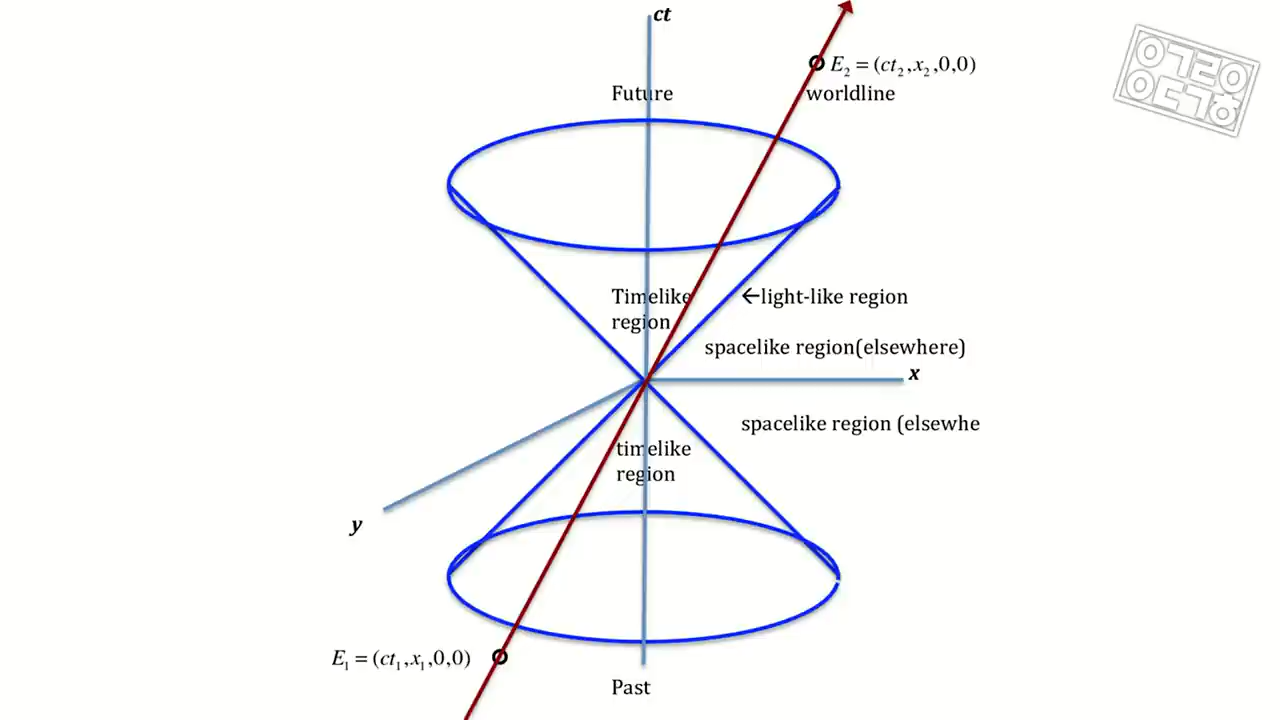 ct
E₂ = (ct₂,x₂,0,0)
Future
worldline
Timelike
region
←light-like region
spacelike region(elsewhere)
x
spacelike region (elsewhe
timelike
region
y
E₁ = (ct₁,x₁,0,0)
Past